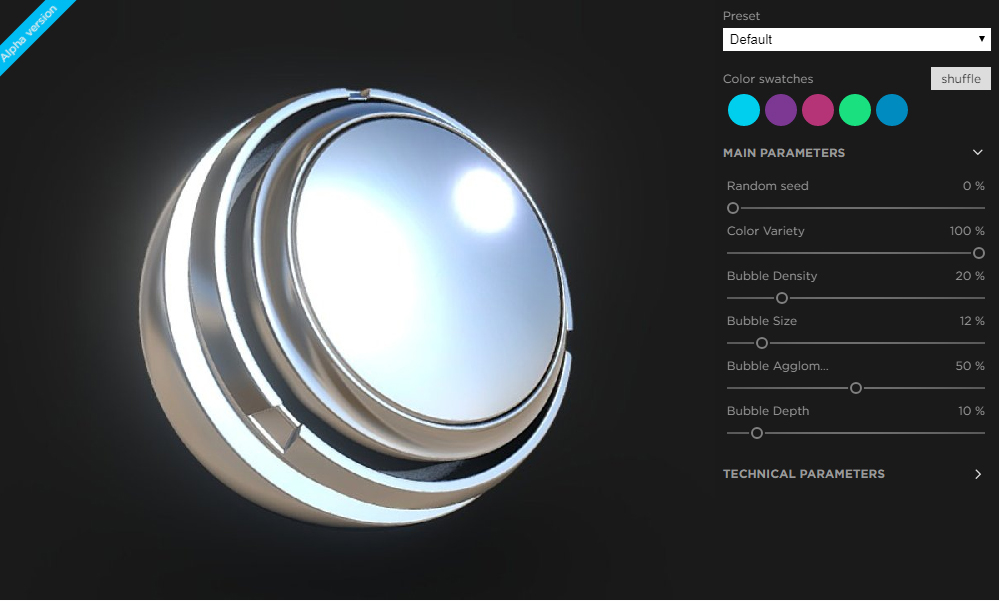 Alpha version
Preset
Default
Color swatches
shuffle
MAIN PARAMETERS
Random seed 0 %
Color Variety 100 %
Bubble Density 20 %
Bubble Size 12 %
Bubble Agglom... 50 %
Bubble Depth 10 %
TECHNICAL PARAMETERS